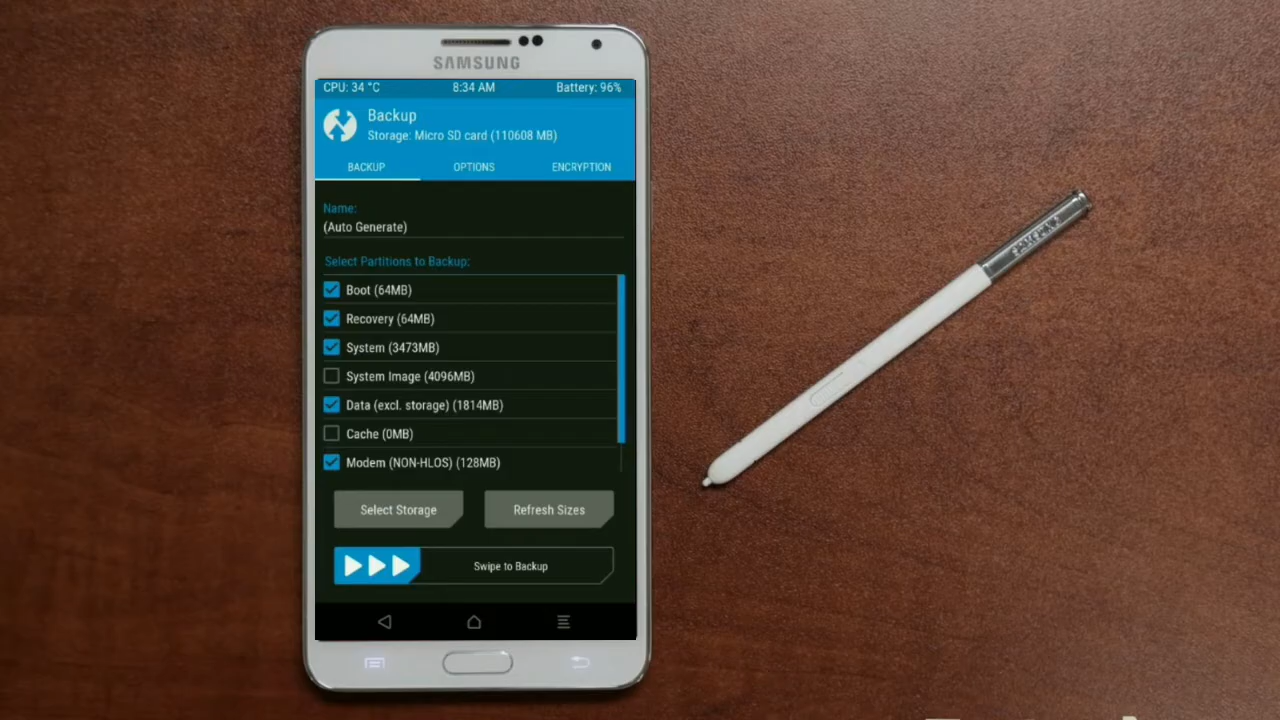 SAMSUNG
CPU: 34 °C 8:34 AM Battery: 96%
Backup
Storage: Micro SD card (110608 MB)
BACKUP OPTIONS ENCRYPTION
Name:
(Auto Generate)
Select Partitions to Backup:
Boot (64MB)
Recovery (64MB)
System (3473MB)
System Image (4096MB)
Data (excl. storage) (1814MB)
Cache (0MB)
Modem (NON-HLOS) (128MB)
Select Storage Refresh Sizes
Swipe to Backup
SAMSUNG